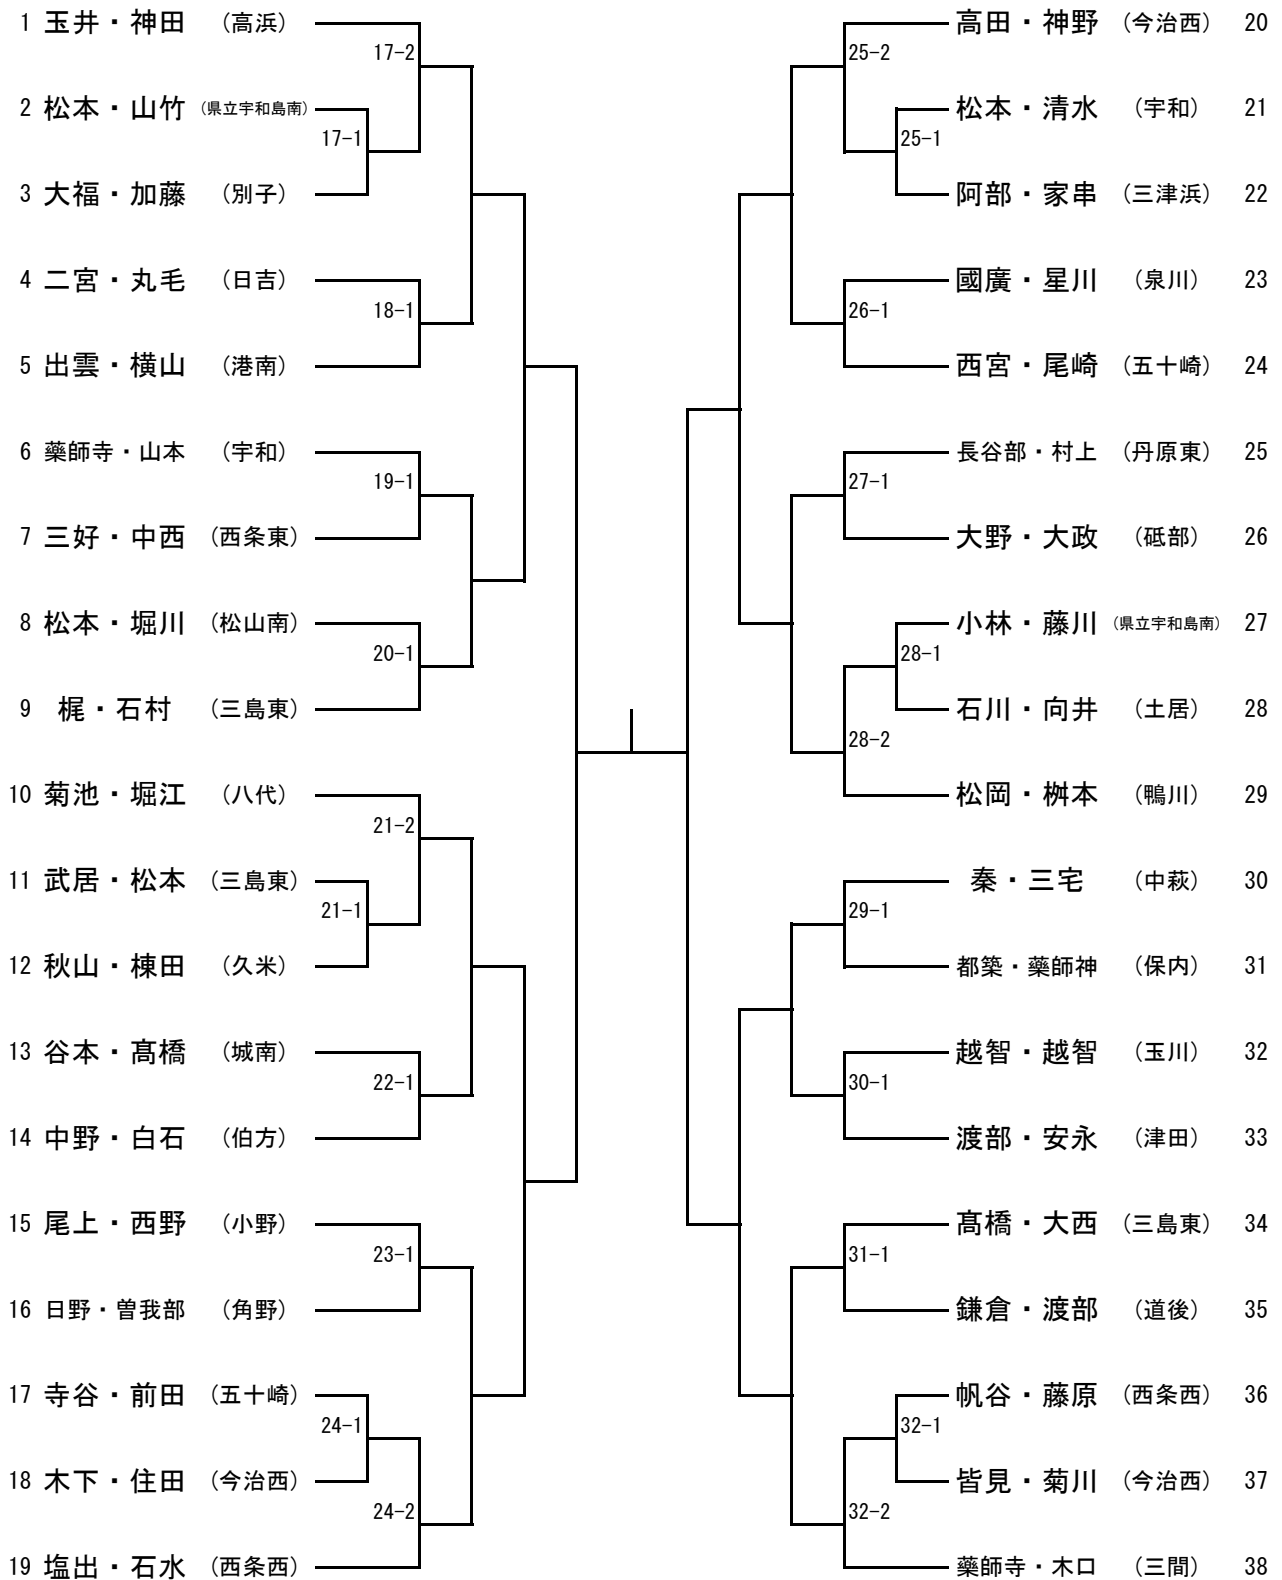 1 玉井・神田 （高浜）
17-2
2 松本・山竹 （県立宇和島南）
17-1
3 大福・加藤 （別子）
4 二宮・丸毛 （日吉）
18-1
5 出雲・横山 （港南）
6 藥師寺・山本 （宇和）
19-1
7 三好・中西 （西条東）
8 松本・堀川 （松山南）
20-1
9 梶・石村 （三島東）
10 菊池・堀江 （八代）
21-2
11 武居・松本 （三島東）
21-1
12 秋山・棟田 （久米）
13 谷本・髙橋 （城南）
22-1
14 中野・白石 （伯方）
15 尾上・西野 （小野）
23-1
16 日野・曽我部 （角野）
17 寺谷・前田 （五十崎）
24-1
18 木下・住田 （今治西）
24-2
19 塩出・石水 （西条西）
高田・神野 （今治西） 20
25-2
松本・清水 （宇和） 21
25-1
阿部・家串 （三津浜） 22
國廣・星川 （泉川） 23
26-1
西宮・尾崎 （五十崎） 24
長谷部・村上 （丹原東） 25
27-1
大野・大政 （砥部） 26
小林・藤川 （県立宇和島南） 27
28-1
石川・向井 （土居） 28
28-2
松岡・桝本 （鴨川） 29
秦・三宅 （中萩） 30
29-1
都築・藥師神 （保内） 31
越智・越智 （玉川） 32
30-1
渡部・安永 （津田） 33
髙橋・大西 （三島東） 34
31-1
鎌倉・渡部 （道後） 35
帆谷・藤原 （西条西） 36
32-1
皆見・菊川 （今治西） 37
32-2
藥師寺・木口 （三間） 38